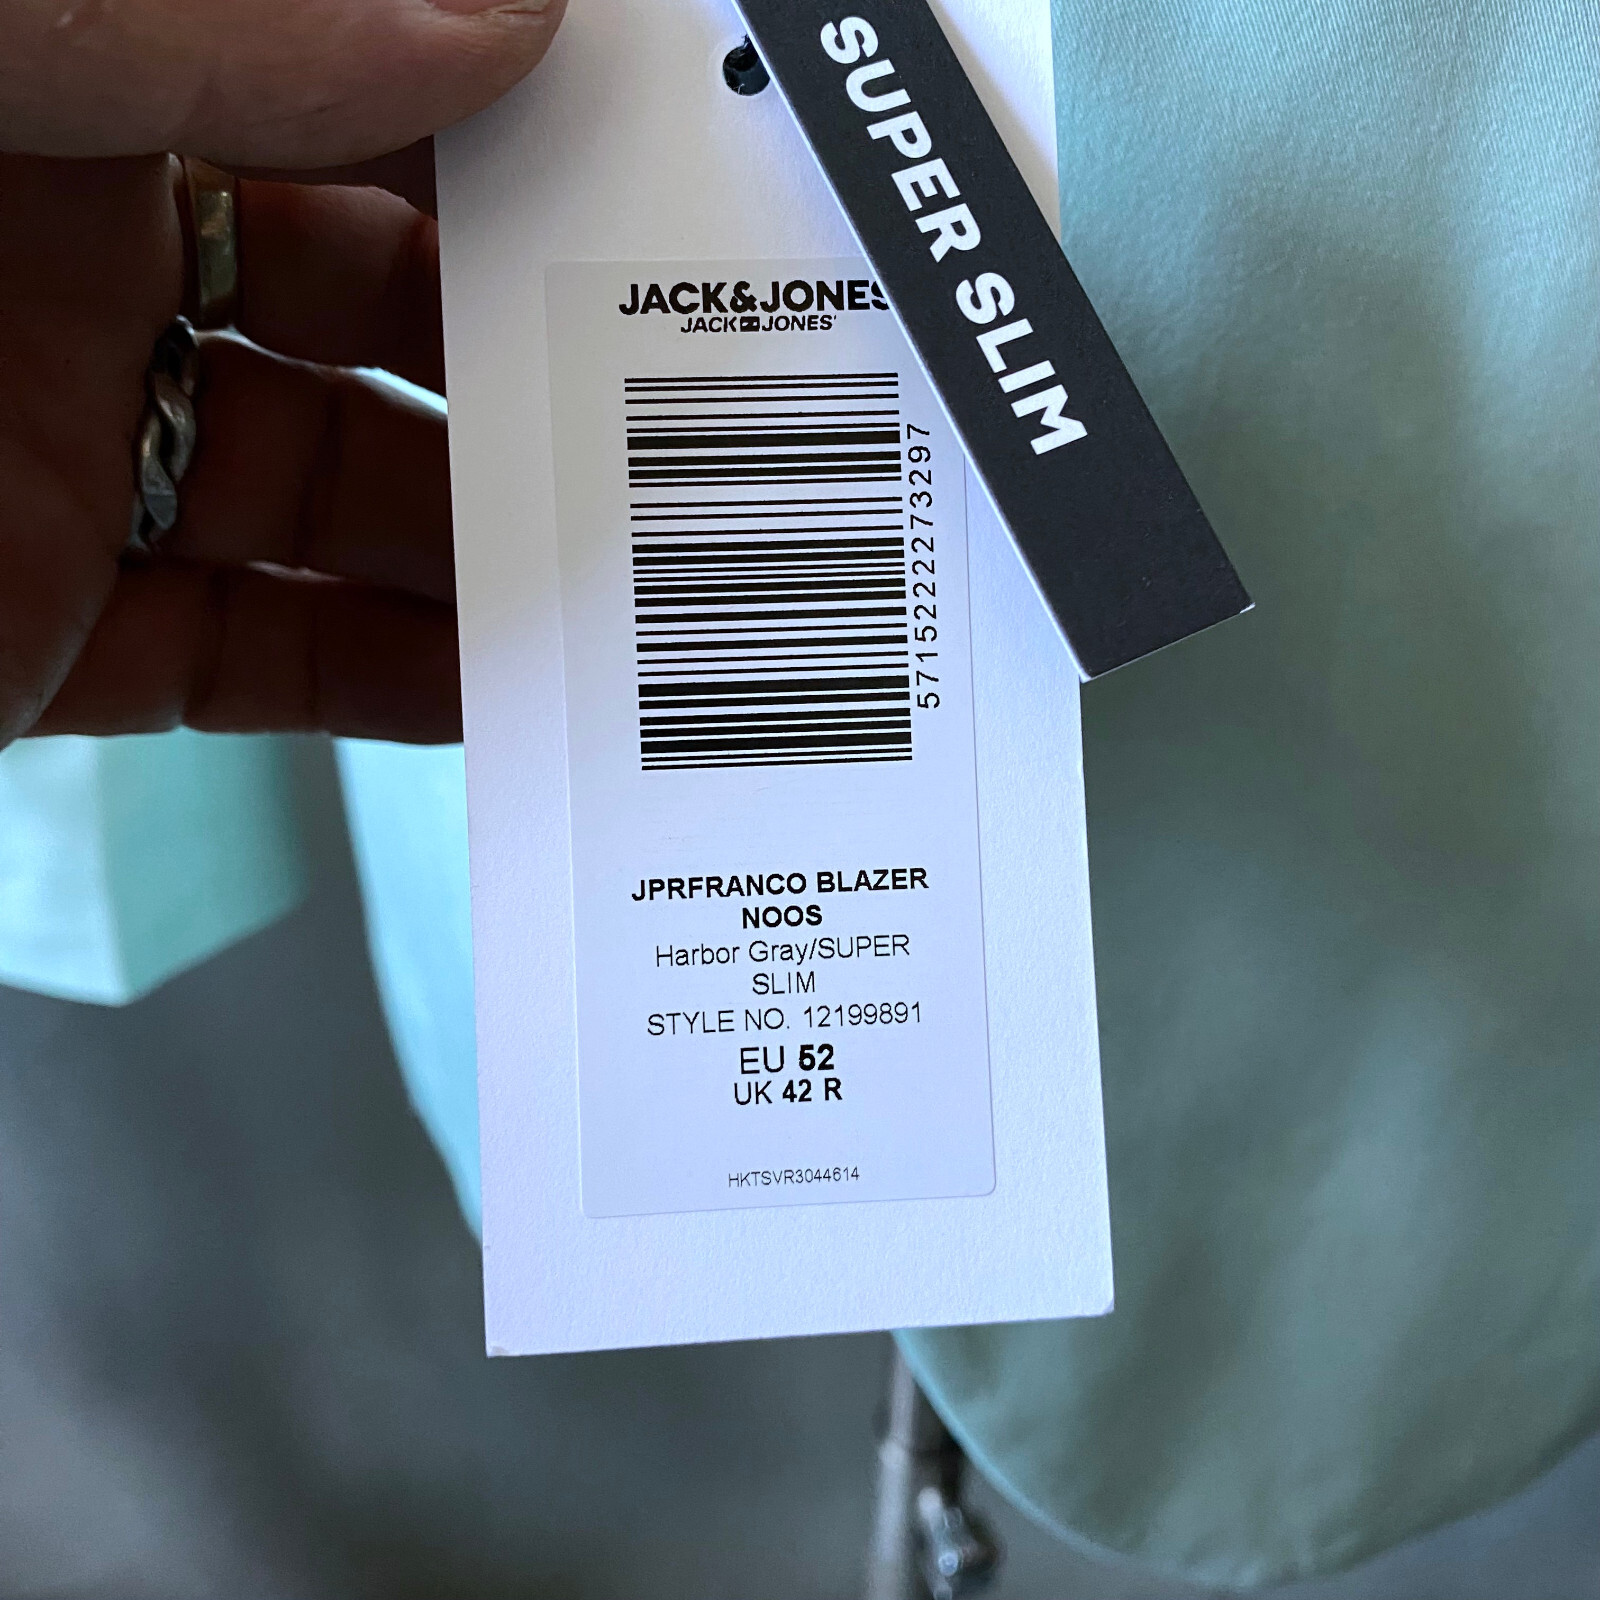 SUPER SLIM
JACK&JONES
JACK JONES
5715222273297
JPRFRANCO BLAZER
NOOS
Harbor Gray/SUPER
SLIM
STYLE NO. 12199891
EU 52
UK 42 R
HKTSVR3044614